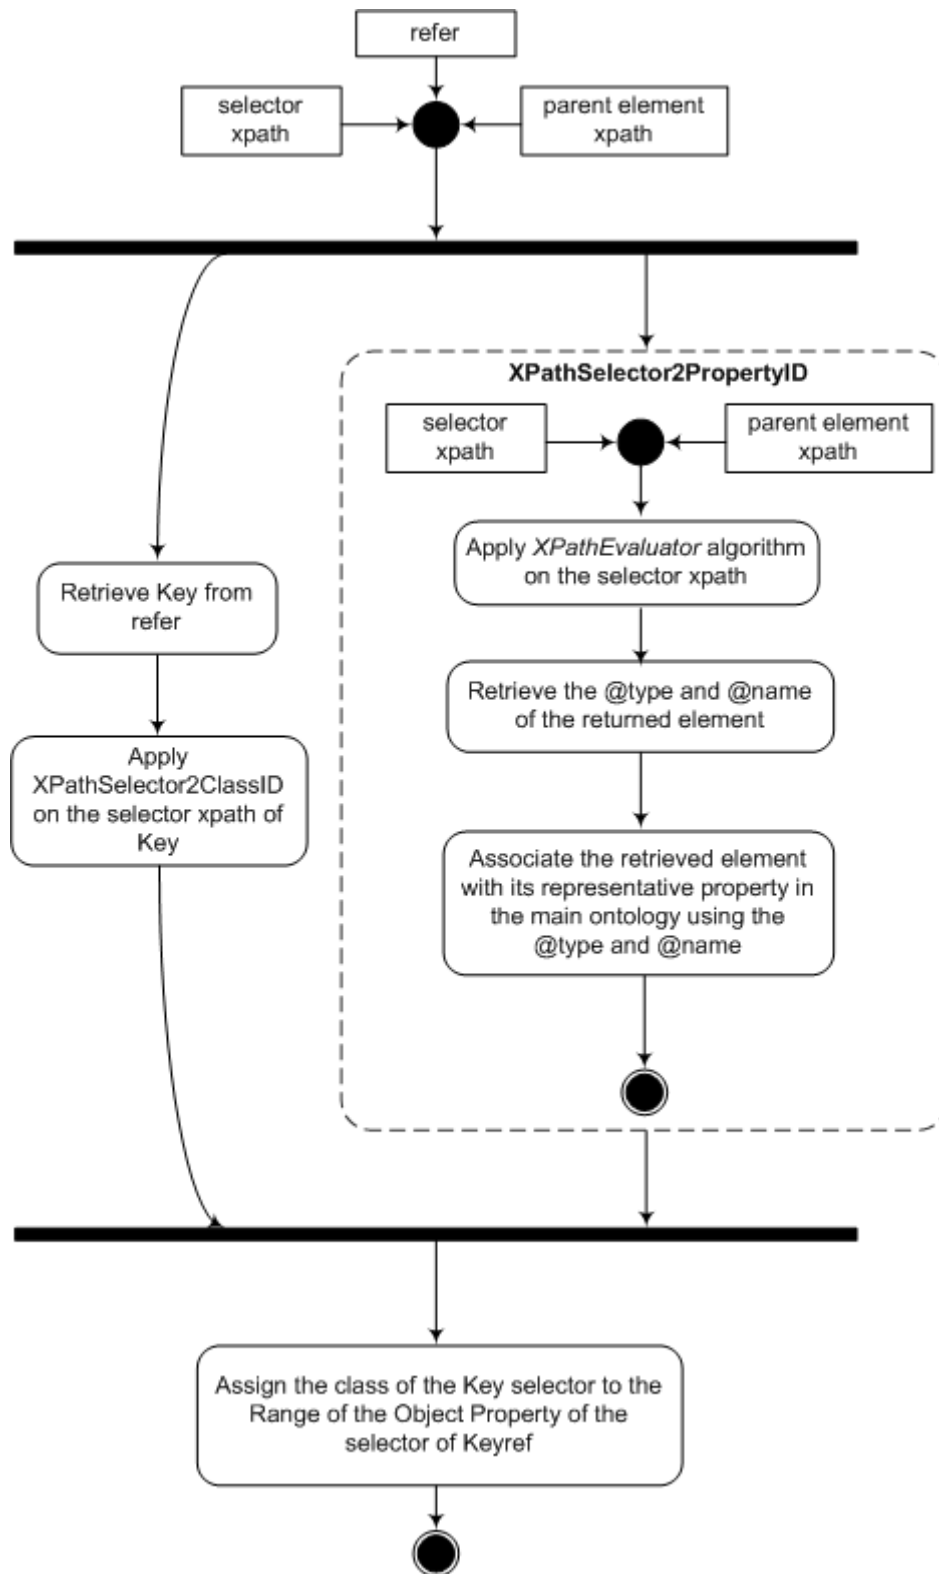 refer
selector
xpath
parent element
xpath
XPathSelector2PropertyID
selector
xpath
parent element
xpath
Apply XPathEvaluator algorithm
on the selector xpath
Retrieve Key from
refer
Retrieve the @type and @name
of the returned element
Apply
XPathSelector2ClassID
on the selector xpath of
Key
Associate the retrieved element
with its representative property in
the main ontology using the
@type and @name
Assign the class of the Key selector to the
Range of the Object Property of the
selector of Keyref